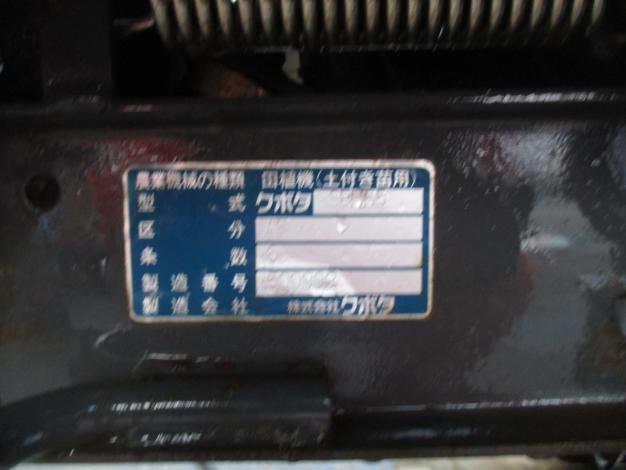 農業機械の種類 田植機(土付き苗用)
型式 クボタ
区分
条数
製造番号
製造会社 株式会社クボタ